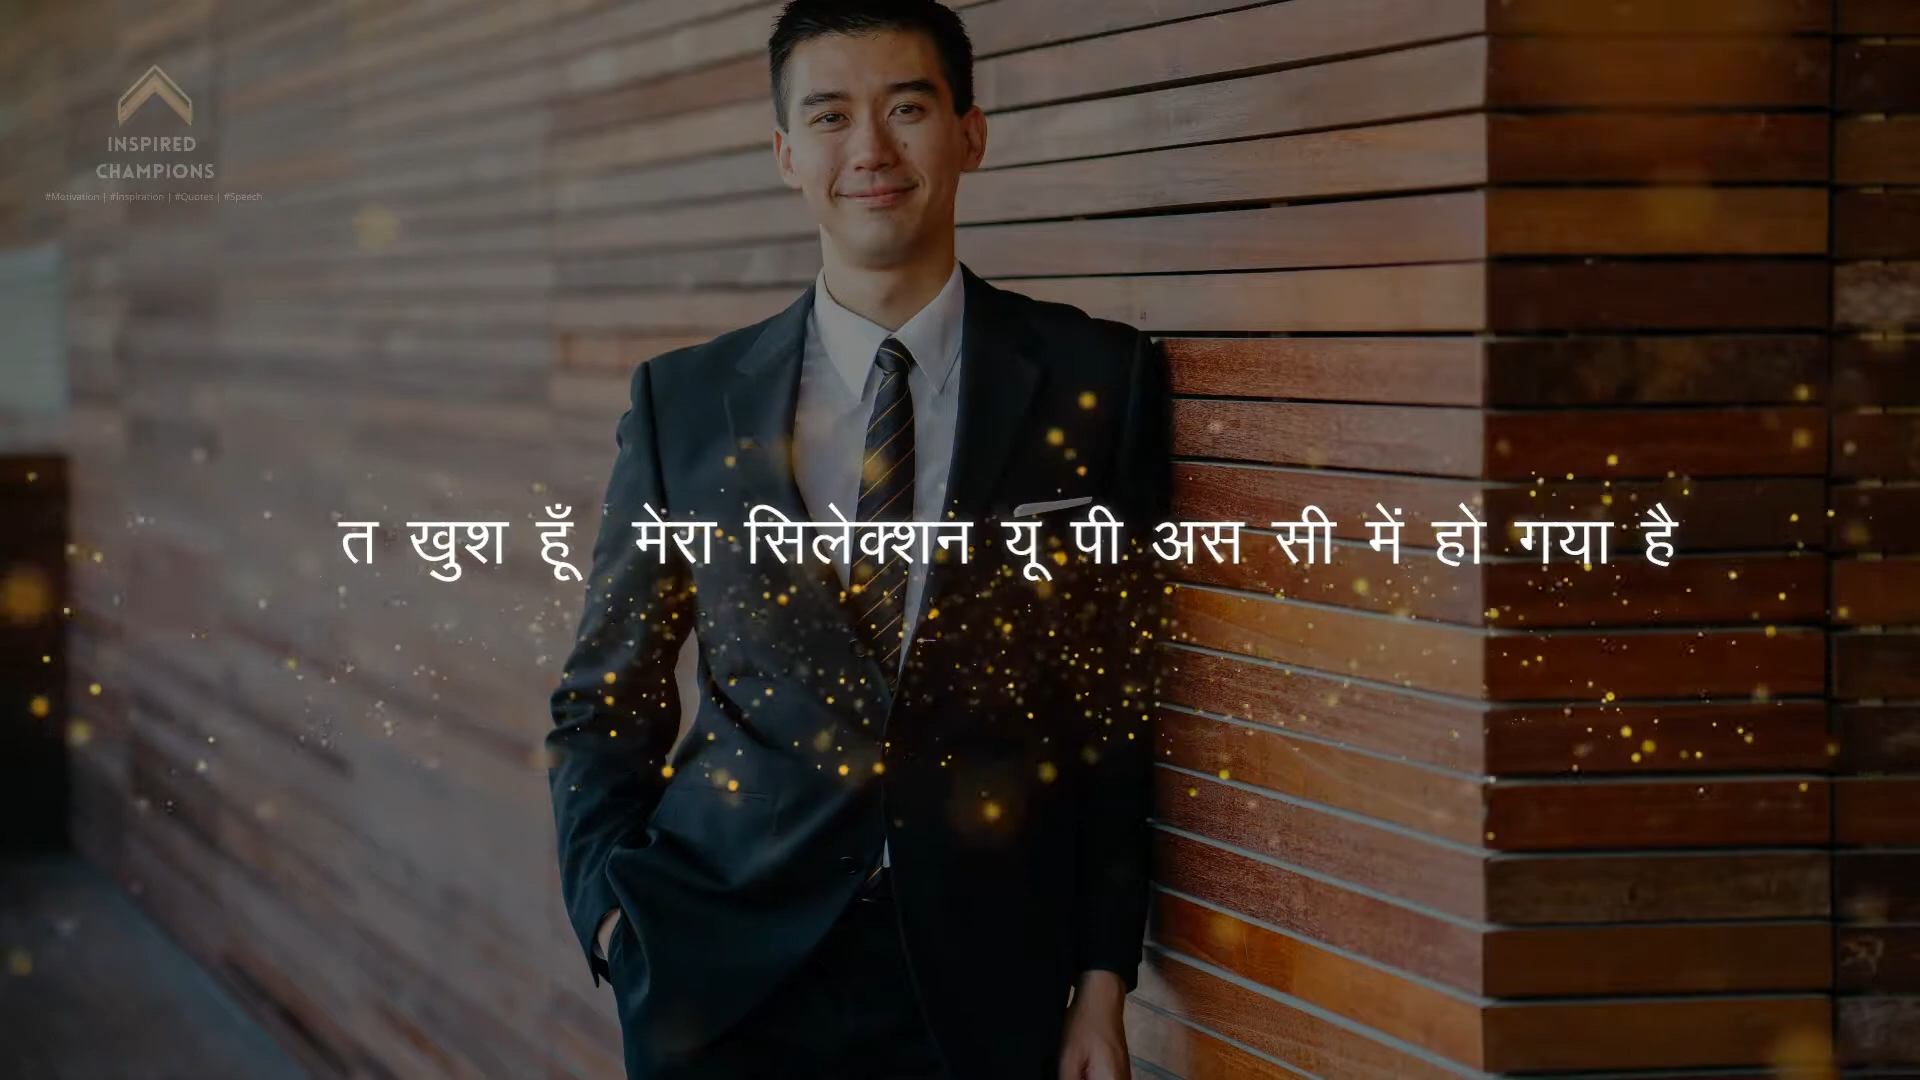 INSPIRED
CHAMPIONS
#Motivation | #Inspiration | #Quotes | #Speech
त खुश हूँ मेरा सिलेक्शन यू पी अस सी में हो गया है